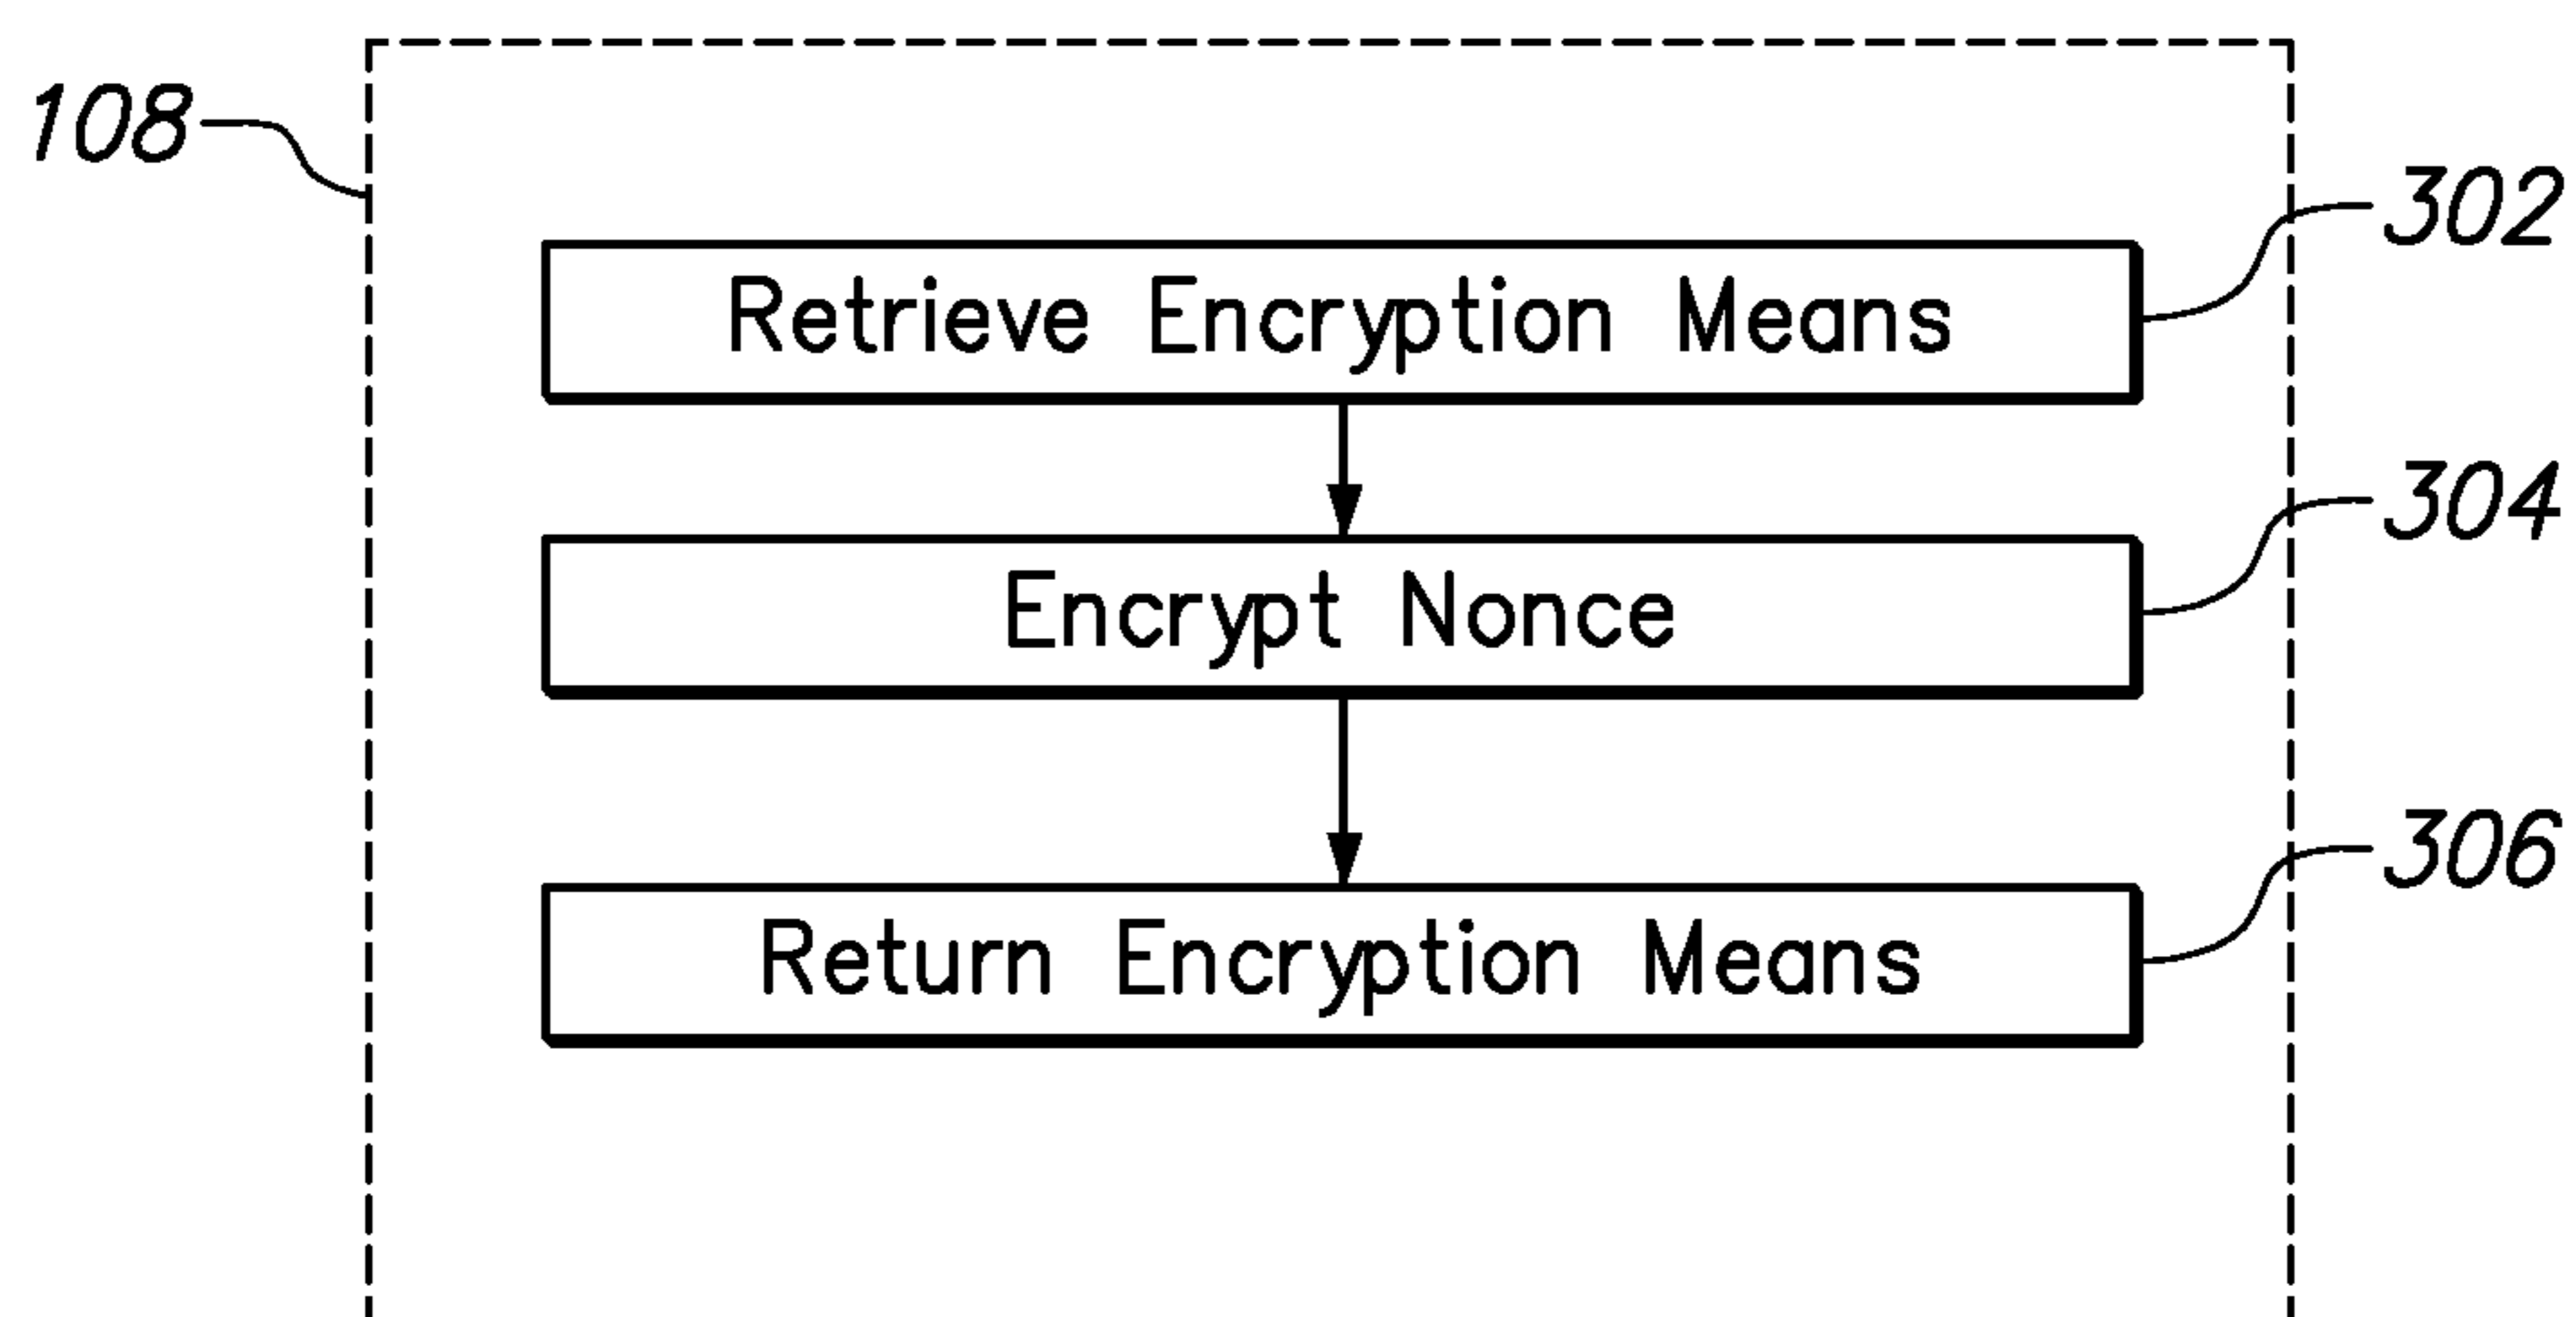 108
302
Retrieve Encryption Means
304
Encrypt Nonce
306
Return Encryption Means